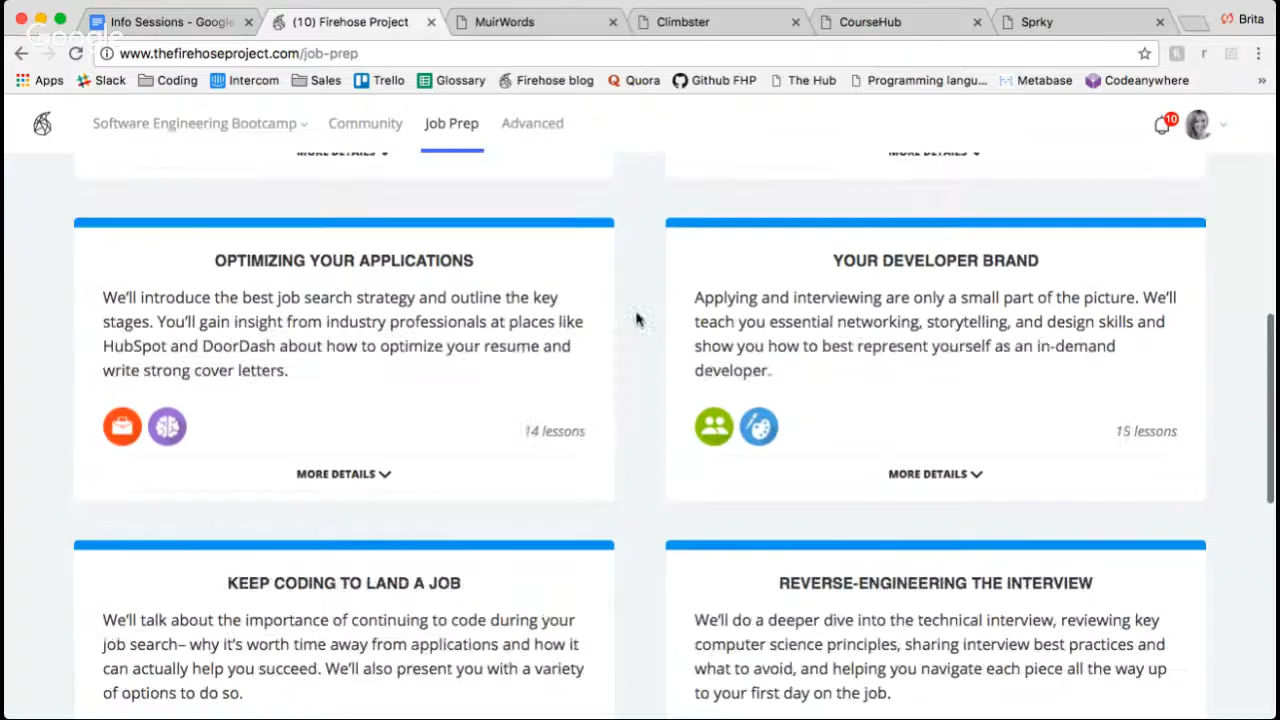 Info Sessions - Google
(10) Firehose Project
MuirWords
Climbster
CourseHub
Sprky
Brita
Google
www.thefirehoseproject.com/job-prep
Apps
Slack
Coding
Intercom
Sales
Trello
Glossary
Firehose blog
Quora
Github FHP
The Hub
Programming langu...
Metabase
Codeanywhere
»
Software Engineering Bootcamp
Community
Job Prep
Advanced
10
MORE DETAILS
MORE DETAILS
OPTIMIZING YOUR APPLICATIONS
We'll introduce the best job search strategy and outline the key
stages. You'll gain insight from industry professionals at places like
HubSpot and DoorDash about how to optimize your resume and
write strong cover letters.
14 lessons
MORE DETAILS
YOUR DEVELOPER BRAND
Applying and interviewing are only a small part of the picture. We'll
teach you essential networking, storytelling, and design skills and
show you how to best represent yourself as an in-demand
developer.
15 lessons
MORE DETAILS
KEEP CODING TO LAND A JOB
We'll talk about the importance of continuing to code during your
job search– why it's worth time away from applications and how it
can actually help you succeed. We'll also present you with a variety
of options to do so.
REVERSE-ENGINEERING THE INTERVIEW
We'll do a deeper dive into the technical interview, reviewing key
computer science principles, sharing interview best practices and
what to avoid, and helping you navigate each piece all the way up
to your first day on the job.